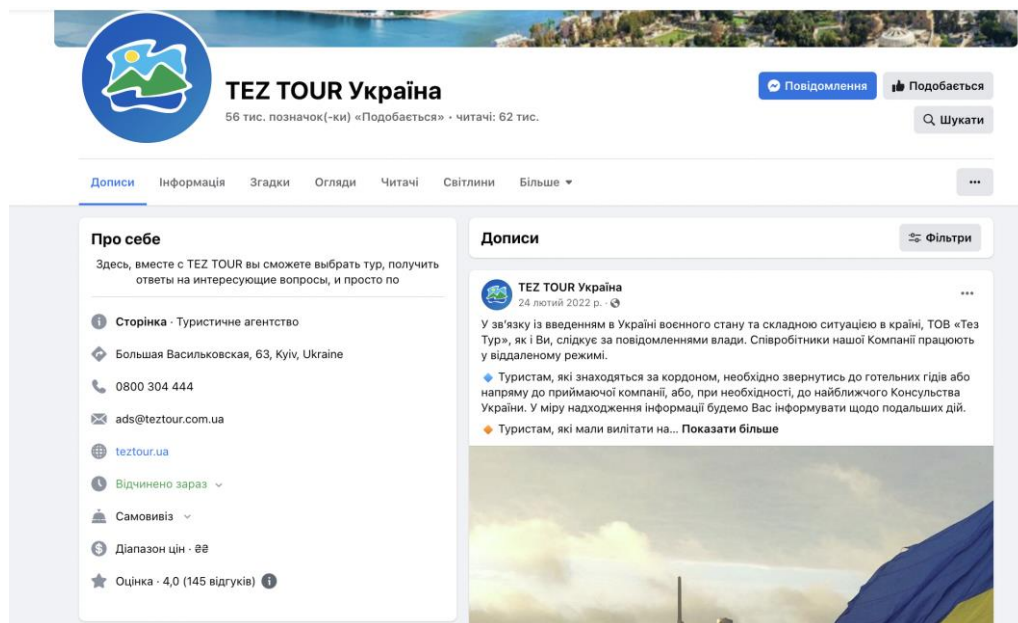 TEZ TOUR Україна
56 тис. позначок(-ки) «Подобається» · читачі: 62 тис.
Повідомлення
Подобається
Шукати
Дописи Інформація Згадки Огляди Читачі Світлини Більше
Про себе
Здесь, вместе с TEZ TOUR вы сможете выбрать тур, получить
ответы на интересующие вопросы, и просто по
Сторінка · Туристичне агентство
Большая Васильковская, 63, Kyiv, Ukraine
0800 304 444
ads@teztour.com.ua
teztour.ua
Відчинено зараз
Самовивіз
Діапазон цін · ₴₴
Оцінка · 4,0 (145 відгуків)
Дописи
Фільтри
TEZ TOUR Україна
24 лютий 2022 р. ·
У зв'язку із введенням в Україні воєнного стану та складною ситуацією в країні, ТОВ «Тез
Тур», як і Ви, слідкує за повідомленнями влади. Співробітники нашої Компанії працюють
у віддаленому режимі.
Туристам, які знаходяться за кордоном, необхідно звернутись до готельних гідів або
напряму до приймаючої компанії, або, при необхідності, до найближчого Консульства
України. У міру надходження інформації будемо Вас інформувати щодо подальших дій.
Туристам, які мали вилітати на... Показати більше